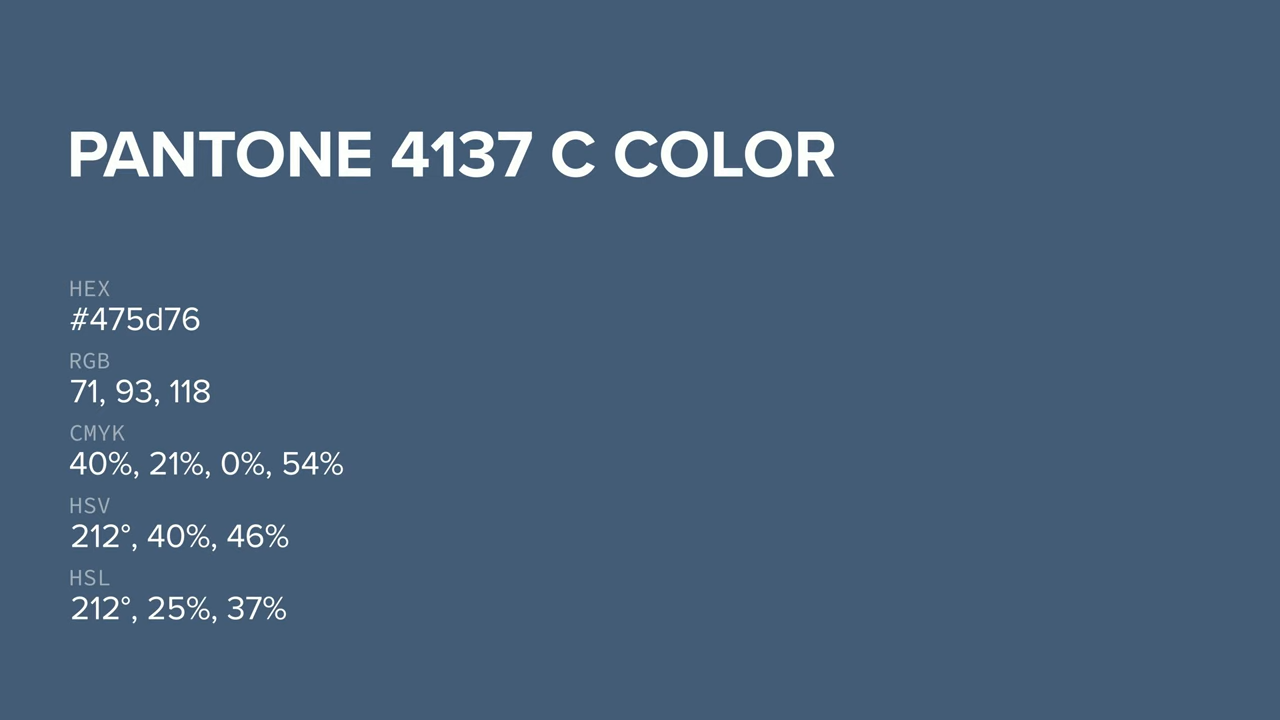 PANTONE 4137 C COLOR
HEX
#475d76
RGB
71, 93, 118
CMYK
40%, 21%, 0%, 54%
HSV
212°, 40%, 46%
HSL
212°, 25%, 37%